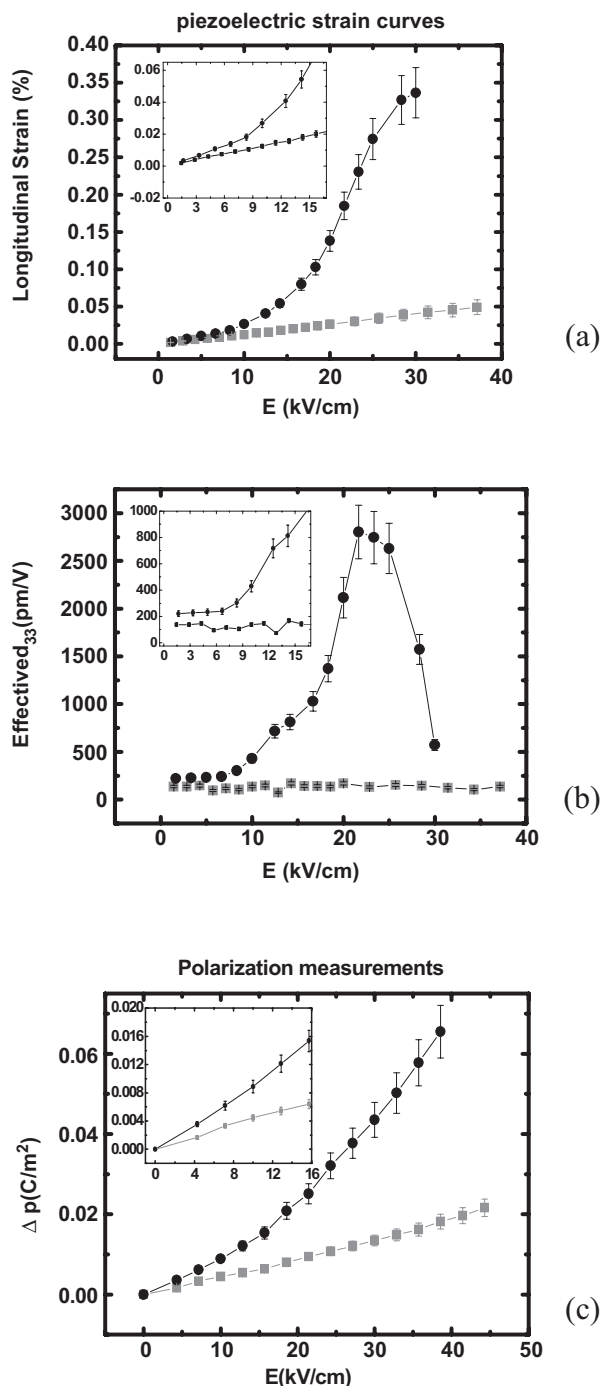 piezoelectric strain curves
0.40
0.35
0.30
0.25
0.20
0.15
0.10
0.05
0.00
Longitudinal Strain (%)
0.06
0.04
0.02
0.00
-0.02
0 3 6 9 12 15
0 10 20 30 40
E (kV/cm)
(a)
3000
2500
2000
1500
1000
500
0
Effectived33(pm/V)
1000
800
600
400
200
0
0 3 6 9 12 15
0 10 20 30 40
E (kV/cm)
(b)
Polarization measurements
0.06
0.04
0.02
0.00
Δ p(C/m²)
0.020
0.016
0.012
0.008
0.004
0.000
0 4 8 12 16
0 10 20 30 40 50
E(kV/cm)
(c)